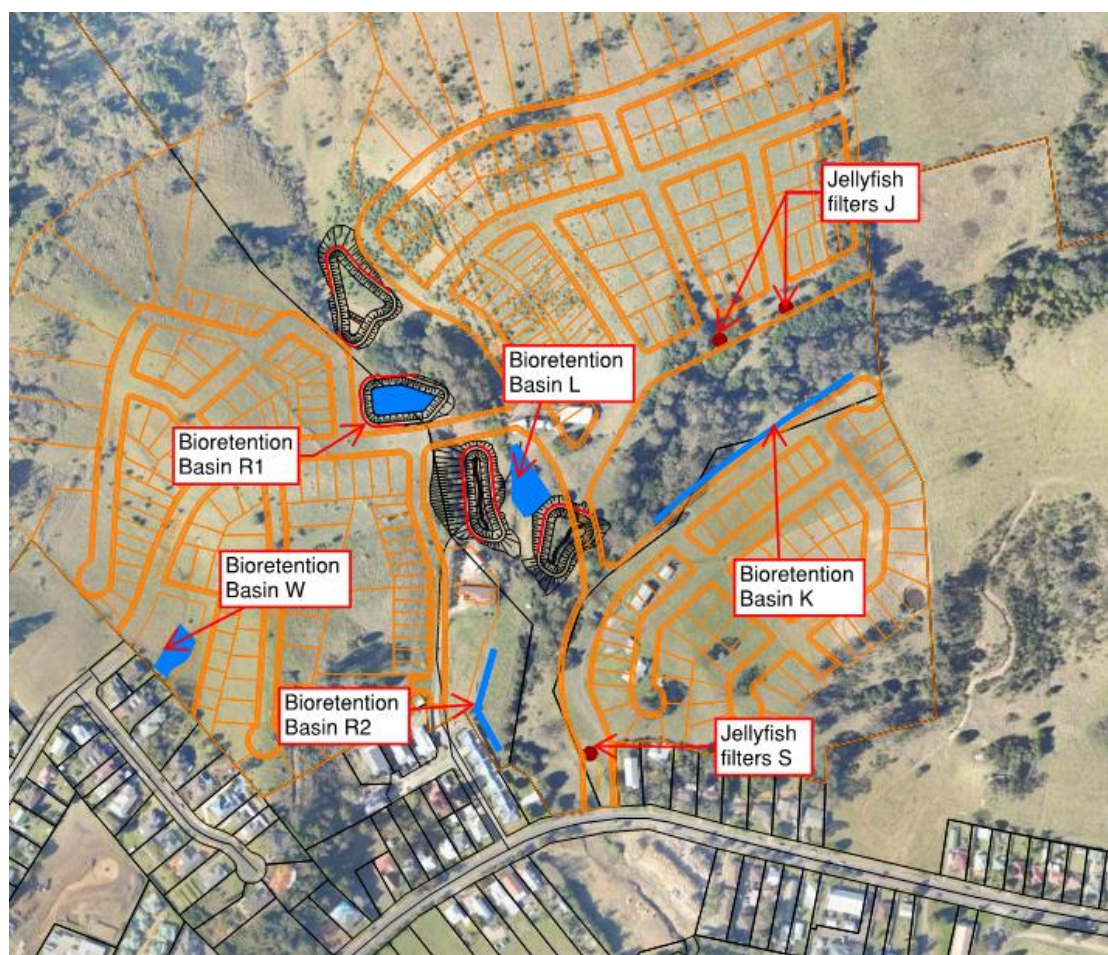 Jellyfish
filters J
Bioretention
Basin L
Bioretention
Basin R1
Bioretention
Basin W
Bioretention
Basin K
Bioretention
Basin R2
Jellyfish
filters S